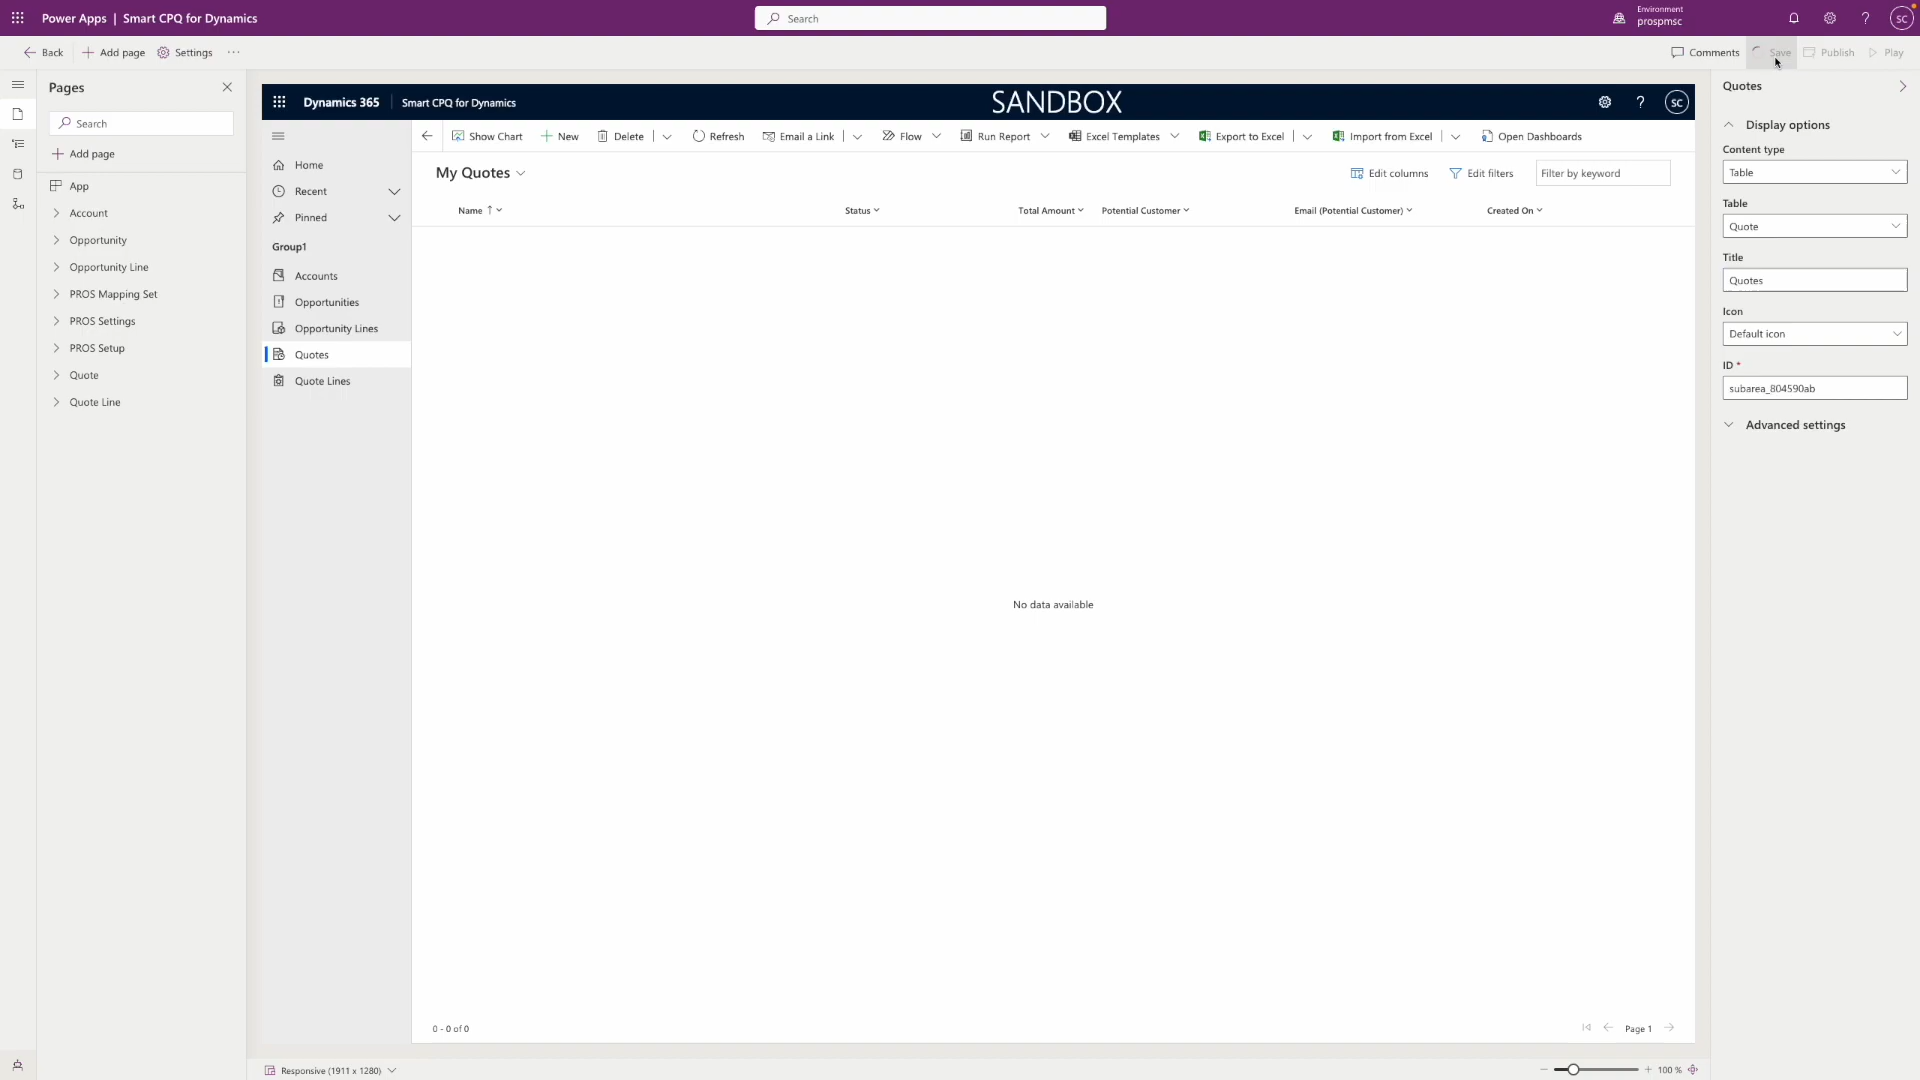 Power Apps | Smart CPQ for Dynamics
Search
Environment
prospmsc
SC
Back
Add page
Settings
Comments
Save
Publish
Play
Pages
Search
Add page
App
Account
Opportunity
Opportunity Line
PROS Mapping Set
PROS Settings
PROS Setup
Quote
Quote Line
Dynamics 365
Smart CPQ for Dynamics
SANDBOX
SC
Show Chart
New
Delete
Refresh
Email a Link
Flow
Run Report
Excel Templates
Export to Excel
Import from Excel
Open Dashboards
Home
Recent
Pinned
Group1
Accounts
Opportunities
Opportunity Lines
Quotes
Quote Lines
My Quotes
Edit columns
Edit filters
Filter by keyword
Name
Status
Total Amount
Potential Customer
Email (Potential Customer)
Created On
No data available
0 - 0 of 0
Page 1
Responsive (1911 x 1280)
100 %
Quotes
Display options
Content type
Table
Table
Quote
Title
Quotes
Icon
Default icon
ID *
subarea_804590ab
Advanced settings